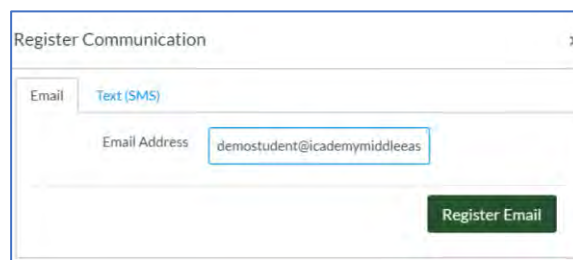 Register Communication
Email
Text (SMS)
Email Address
demostudent@icademymiddleeas
Register Email